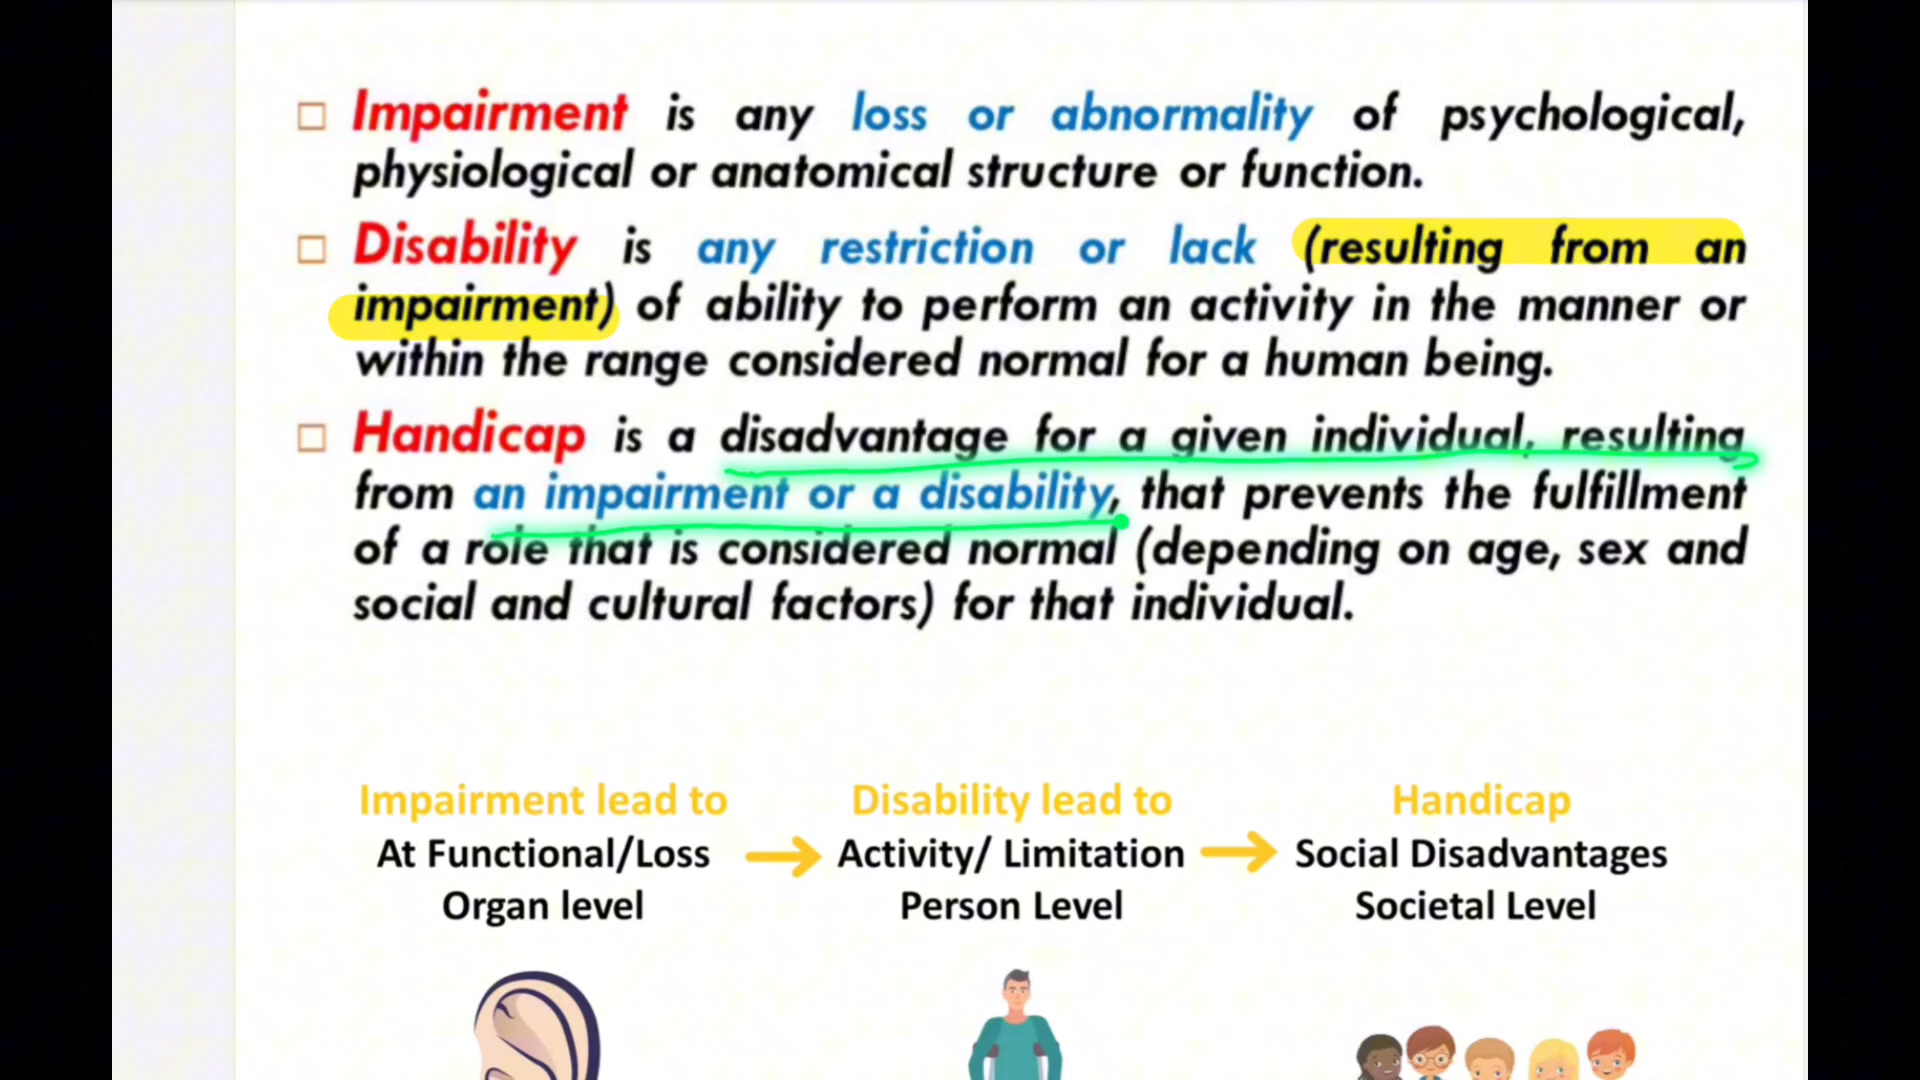 Impairment is any loss or abnormality of psychological,
physiological or anatomical structure or function.
Disability is any restriction or lack (resulting from an
impairment) of ability to perform an activity in the manner or
within the range considered normal for a human being.
Handicap is a disadvantage for a given individual, resulting
from an impairment or a disability, that prevents the fulfillment
of a role that is considered normal (depending on age, sex and
social and cultural factors) for that individual.
Impairment lead to
At Functional/Loss
Organ level
Disability lead to
Activity/ Limitation
Person Level
Handicap
Social Disadvantages
Societal Level